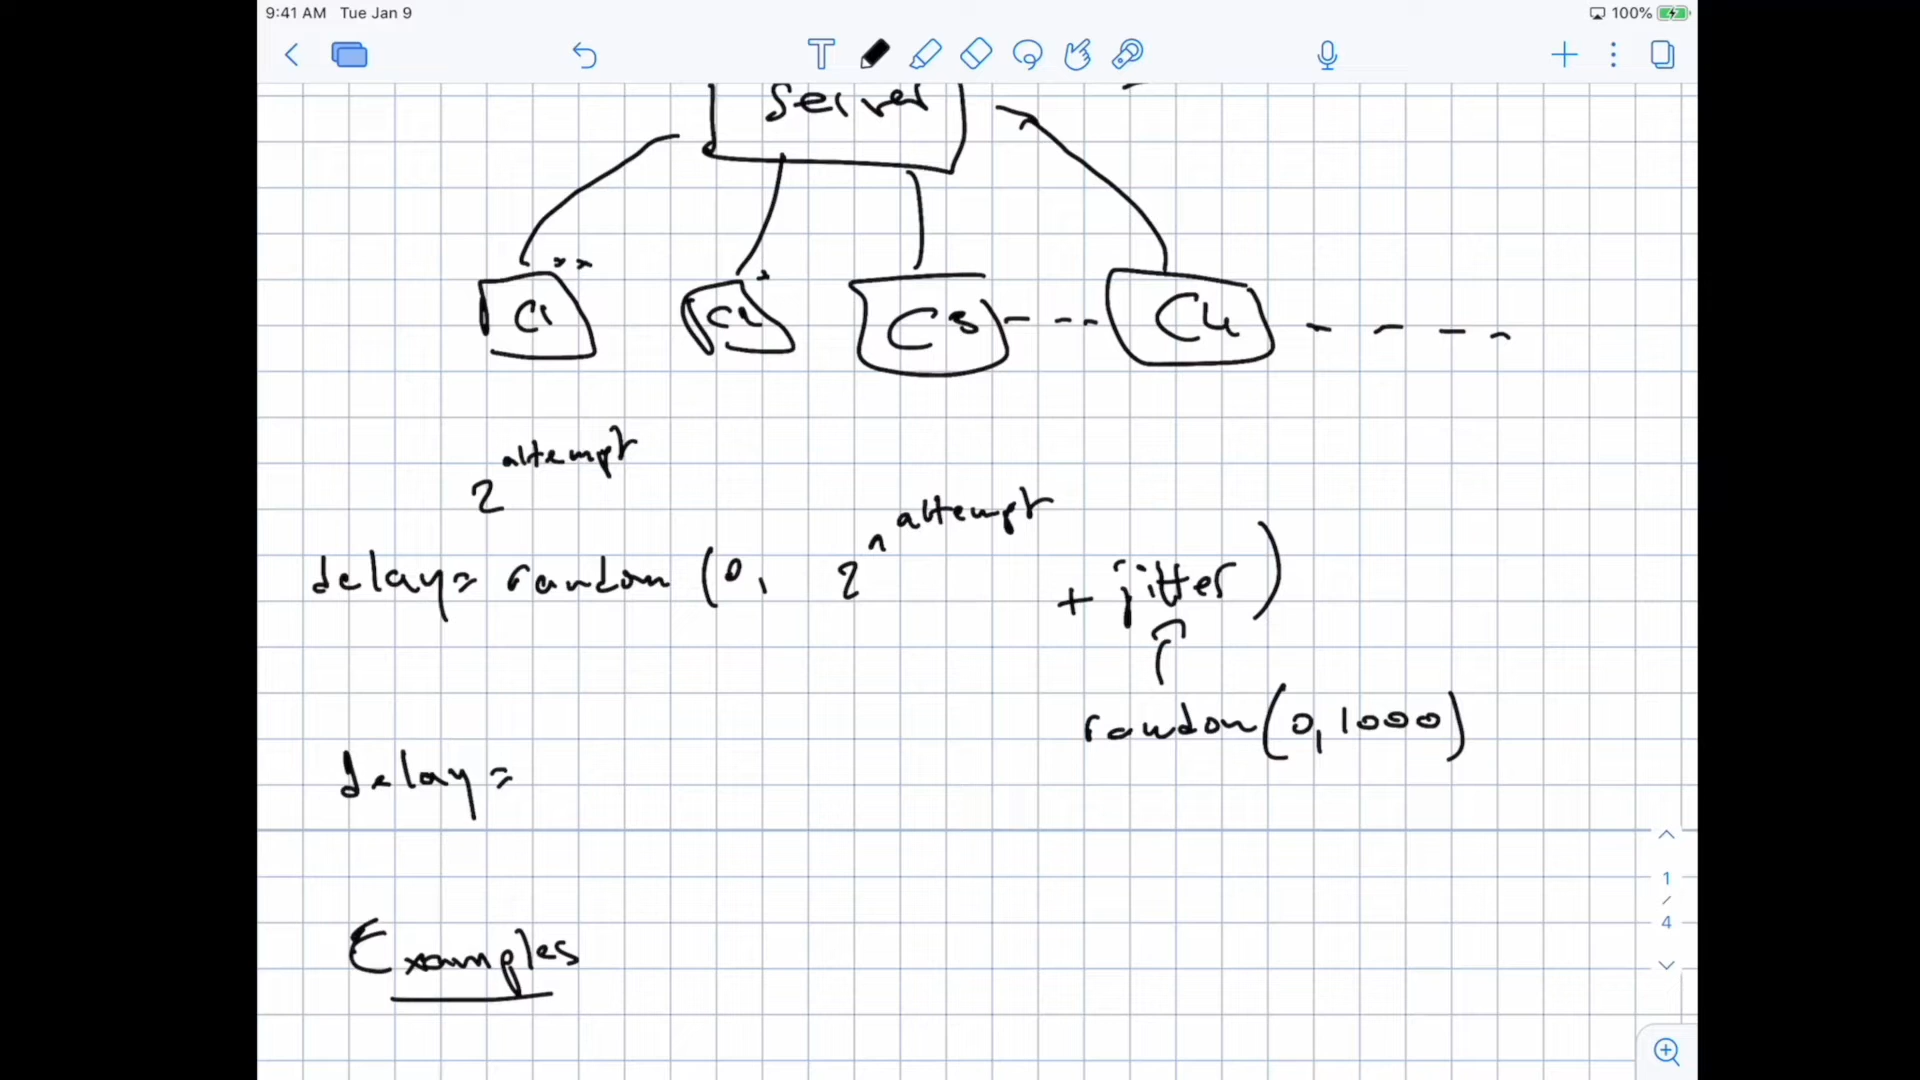 9:41 AM Tue Jan 9
100%
T
Server
C1 C2 C3 C4
2^attempt
delay= random (0, 2^attempt + jitter)
random(0,1000)
delay=
1
/
4
Examples